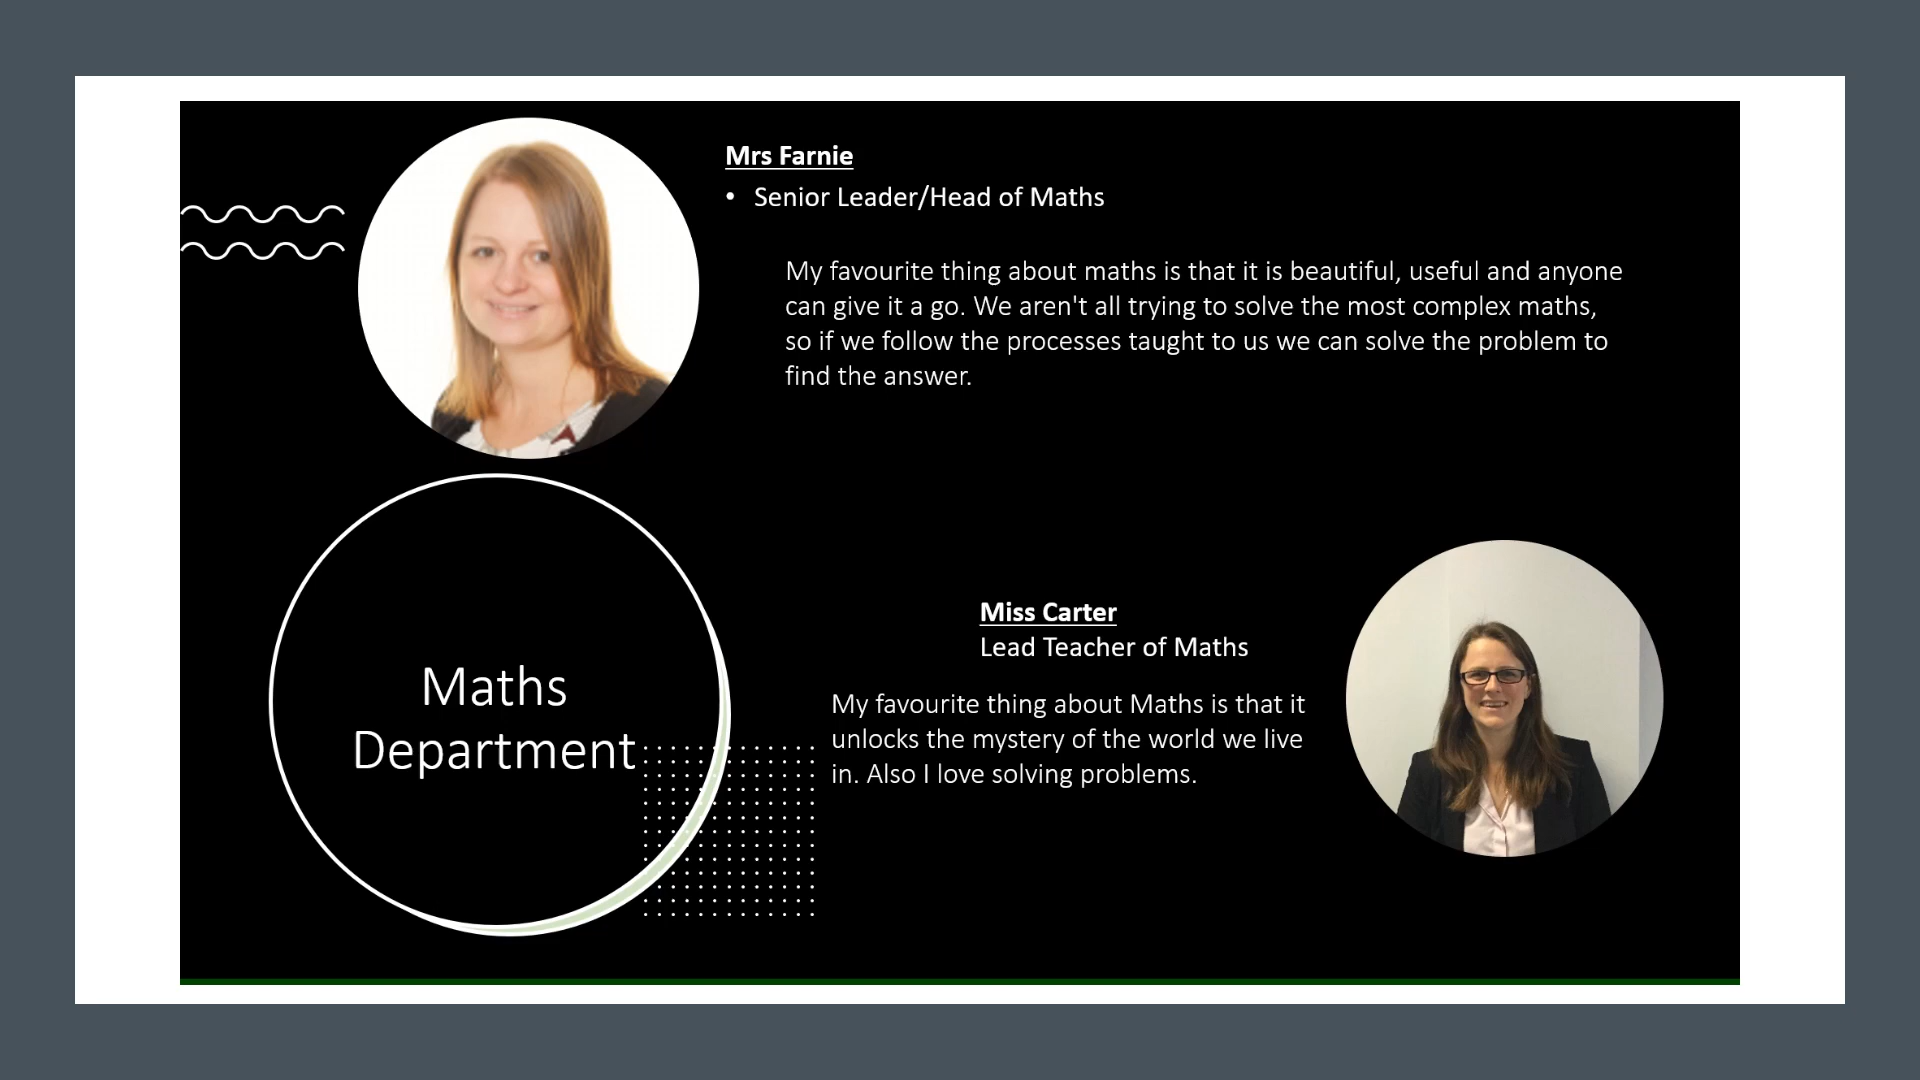 Mrs Farnie
• Senior Leader/Head of Maths
My favourite thing about maths is that it is beautiful, useful and anyone
can give it a go. We aren't all trying to solve the most complex maths,
so if we follow the processes taught to us we can solve the problem to
find the answer.
Maths
Department
Miss Carter
Lead Teacher of Maths
My favourite thing about Maths is that it
unlocks the mystery of the world we live
in. Also I love solving problems.